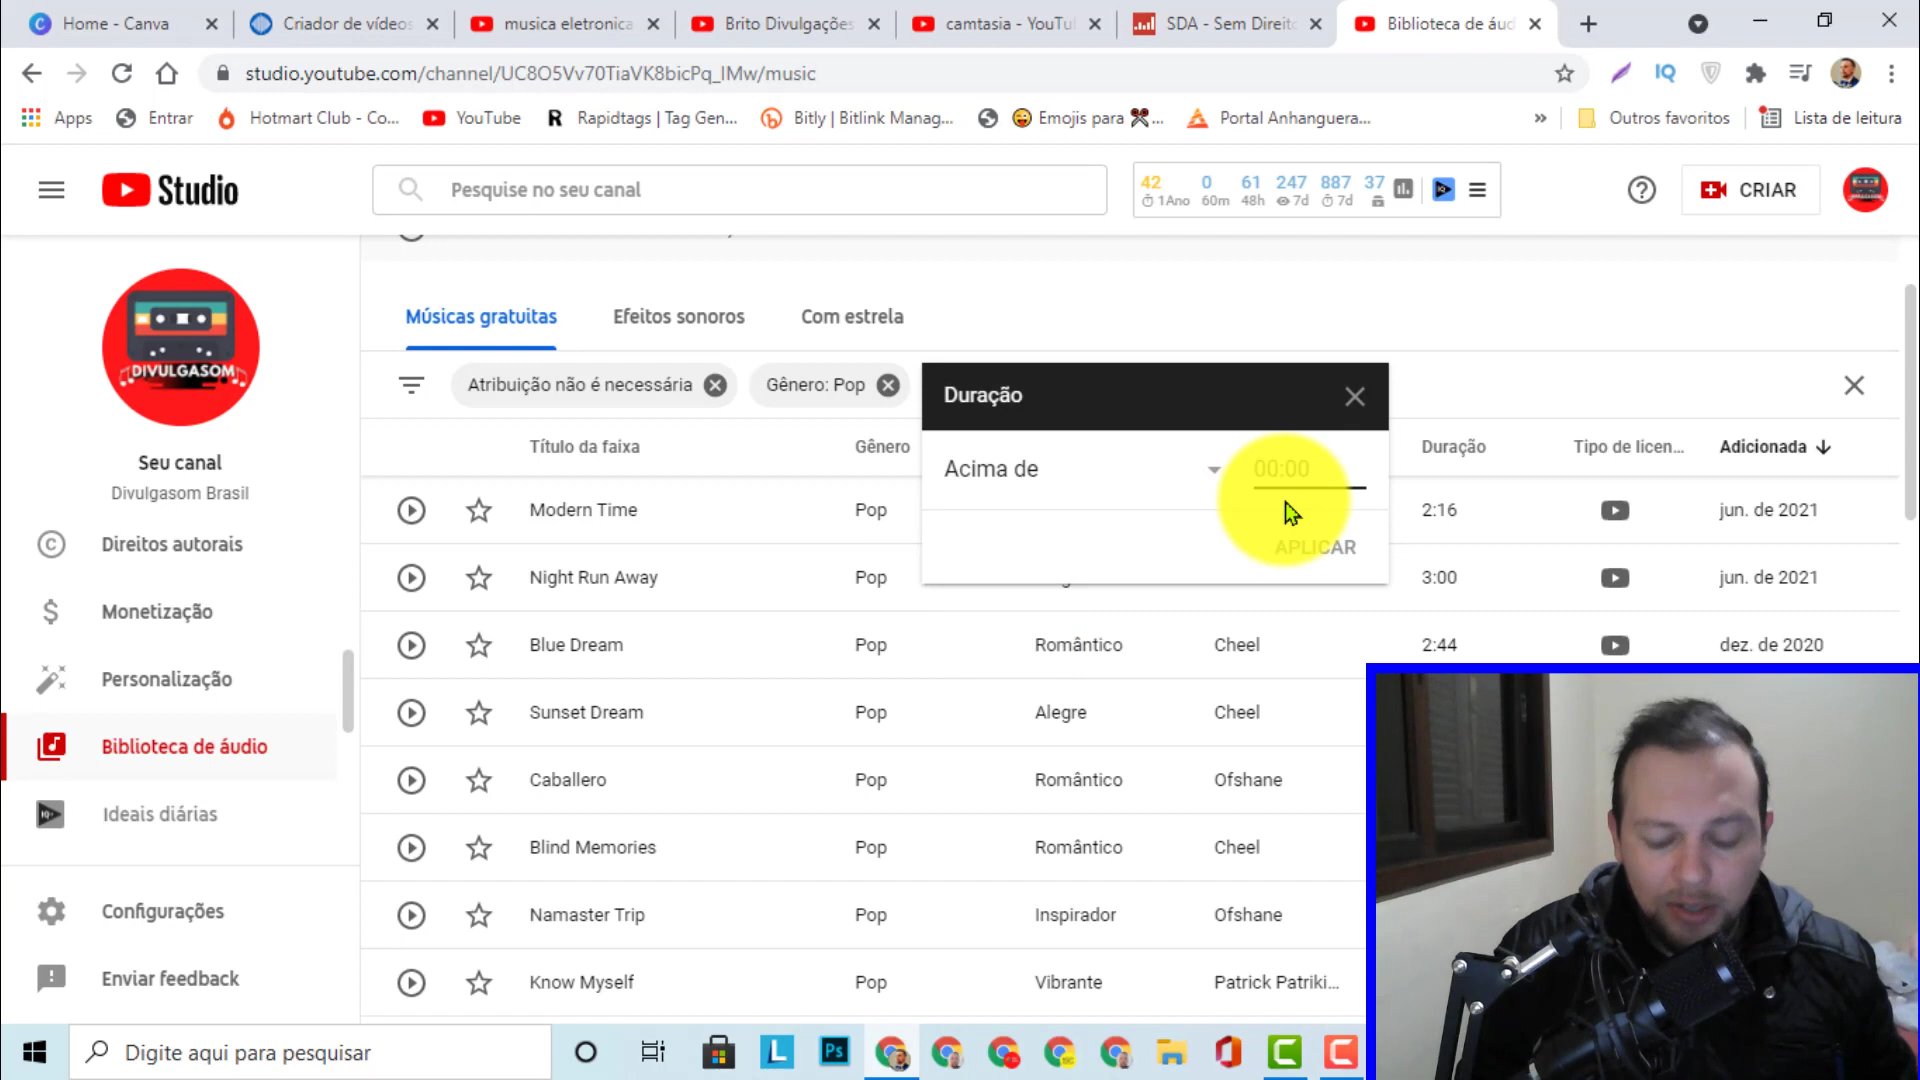 Home - Canva
Criador de vídeos
musica eletronica
Brito Divulgações
camtasia - YouTu
SDA - Sem Direito
Biblioteca de áud
studio.youtube.com/channel/UC8O5Vv70TiaVK8bicPq_lMw/music
IQ
Apps
Entrar
Hotmart Club - Co...
YouTube
R Rapidtags | Tag Gen...
Bitly | Bitlink Manag...
Emojis para
...
Portal Anhanguera...
»
Outros favoritos
Lista de leitura
Studio
Pesquise no seu canal
42 0 61 247 887 37
1Ano 60m 48h 7d 7d
CRIAR
DIVULGASOM
Seu canal
Divulgasom Brasil
Direitos autorais
Monetização
Personalização
Biblioteca de áudio
Ideais diárias
Configurações
Enviar feedback
Músicas gratuitas Efeitos sonoros Com estrela
Atribuição não é necessária
Gênero: Pop
Duração
Acima de 00:00
APLICAR
Título da faixa Gênero Duração Tipo de licen... Adicionada
Modern Time Pop 2:16 jun. de 2021
Night Run Away Pop 3:00 jun. de 2021
Blue Dream Pop Romântico Cheel 2:44 dez. de 2020
Sunset Dream Pop Alegre Cheel
Caballero Pop Romântico Ofshane
Blind Memories Pop Romântico Cheel
Namaster Trip Pop Inspirador Ofshane
Know Myself Pop Vibrante Patrick Patriki...
Digite aqui para pesquisar
L
Ps